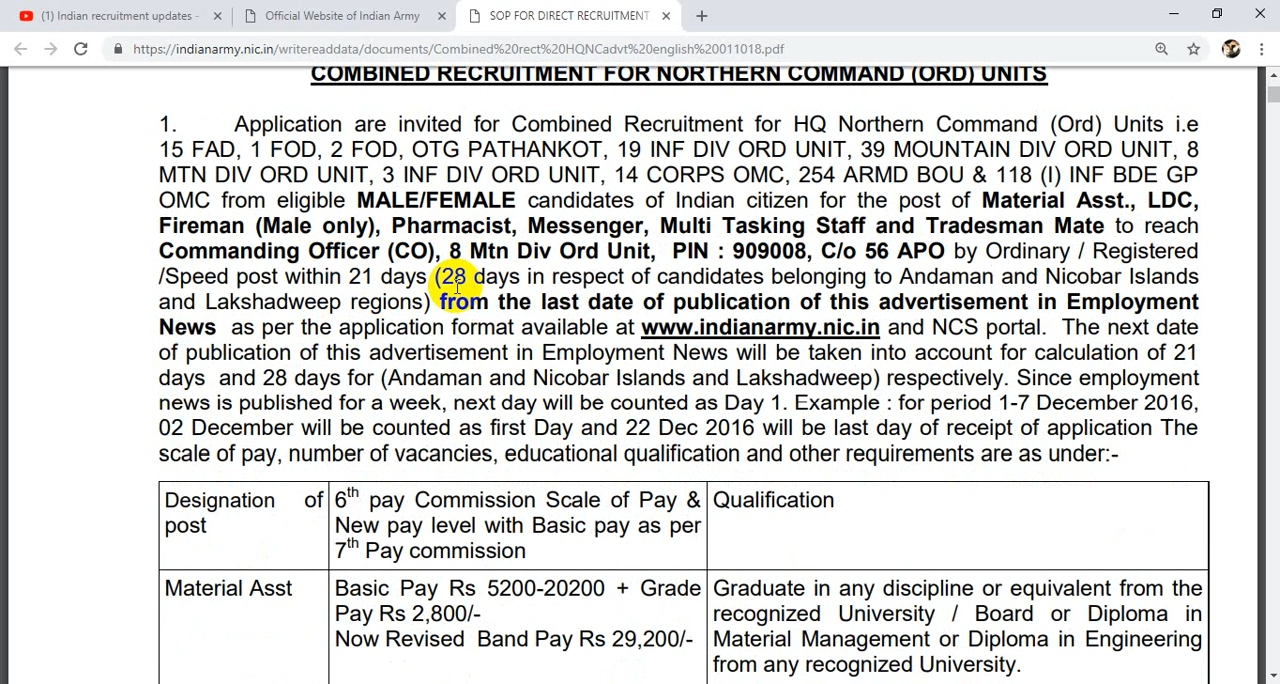 (1) Indian recruitment updates -
Official Website of Indian Army
SOP FOR DIRECT RECRUITMENT
https://indianarmy.nic.in/writereaddata/documents/Combined%20rect%20HQNCadvt%20english%20011018.pdf
COMBINED RECRUITMENT FOR NORTHERN COMMAND (ORD) UNITS
1. Application are invited for Combined Recruitment for HQ Northern Command (Ord) Units i.e
15 FAD, 1 FOD, 2 FOD, OTG PATHANKOT, 19 INF DIV ORD UNIT, 39 MOUNTAIN DIV ORD UNIT, 8
MTN DIV ORD UNIT, 3 INF DIV ORD UNIT, 14 CORPS OMC, 254 ARMD BOU & 118 (I) INF BDE GP
OMC from eligible MALE/FEMALE candidates of Indian citizen for the post of Material Asst., LDC,
Fireman (Male only), Pharmacist, Messenger, Multi Tasking Staff and Tradesman Mate to reach
Commanding Officer (CO), 8 Mtn Div Ord Unit, PIN : 909008, C/o 56 APO by Ordinary / Registered
/Speed post within 21 days (28 days in respect of candidates belonging to Andaman and Nicobar Islands
and Lakshadweep regions) from the last date of publication of this advertisement in Employment
News as per the application format available at www.indianarmy.nic.in and NCS portal. The next date
of publication of this advertisement in Employment News will be taken into account for calculation of 21
days and 28 days for (Andaman and Nicobar Islands and Lakshadweep) respectively. Since employment
news is published for a week, next day will be counted as Day 1. Example : for period 1-7 December 2016,
02 December will be counted as first Day and 22 Dec 2016 will be last day of receipt of application The
scale of pay, number of vacancies, educational qualification and other requirements are as under:-
Designation of post
6th pay Commission Scale of Pay &
New pay level with Basic pay as per
7th Pay commission
Qualification
Material Asst
Basic Pay Rs 5200-20200 + Grade
Pay Rs 2,800/-
Now Revised Band Pay Rs 29,200/-
Graduate in any discipline or equivalent from the
recognized University / Board or Diploma in
Material Management or Diploma in Engineering
from any recognized University.